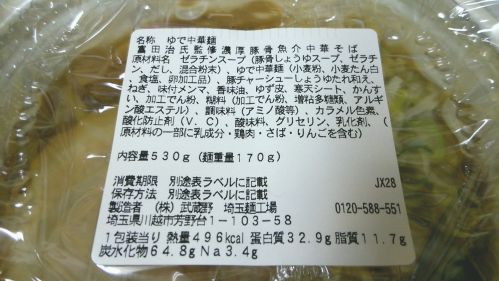 名称 ゆで中華麺
富田治氏監修濃厚豚骨魚介中華そば
原材料名 ゼラチンスープ（豚骨しょうゆスープ、ゼラチ
ン、だし、混合粉末）、ゆで中華麺（小麦粉、小麦たん白
、食塩、卵加工品）、豚チャーシューしょうゆたれ和え、
ねぎ、味付メンマ、香味油、ゆず皮、寒天シート、かんすい
、加工でん粉、糊料（加工でん粉、増粘多糖類、アルギン
酸エステル）、調味料（アミノ酸等）、カラメル色素、
酸化防止剤（V．C）、酸味料、グリセリン、乳化剤、（
原材料の一部に乳成分・鶏肉・さば・りんごを含む）
内容量５３０ｇ（麺重量１７０ｇ）
消費期限 別途表ラベルに記載 JX28
保存方法 別途表ラベルに記載
製造者 （株）武蔵野 埼玉麺工場 0120-588-551
埼玉県川越市芳野台１－１０３－５８
１包装当り 熱量４９６kcal 蛋白質３２．９ｇ 脂質１１．７ｇ
炭水化物６４．８ｇ Ｎａ３．４ｇ